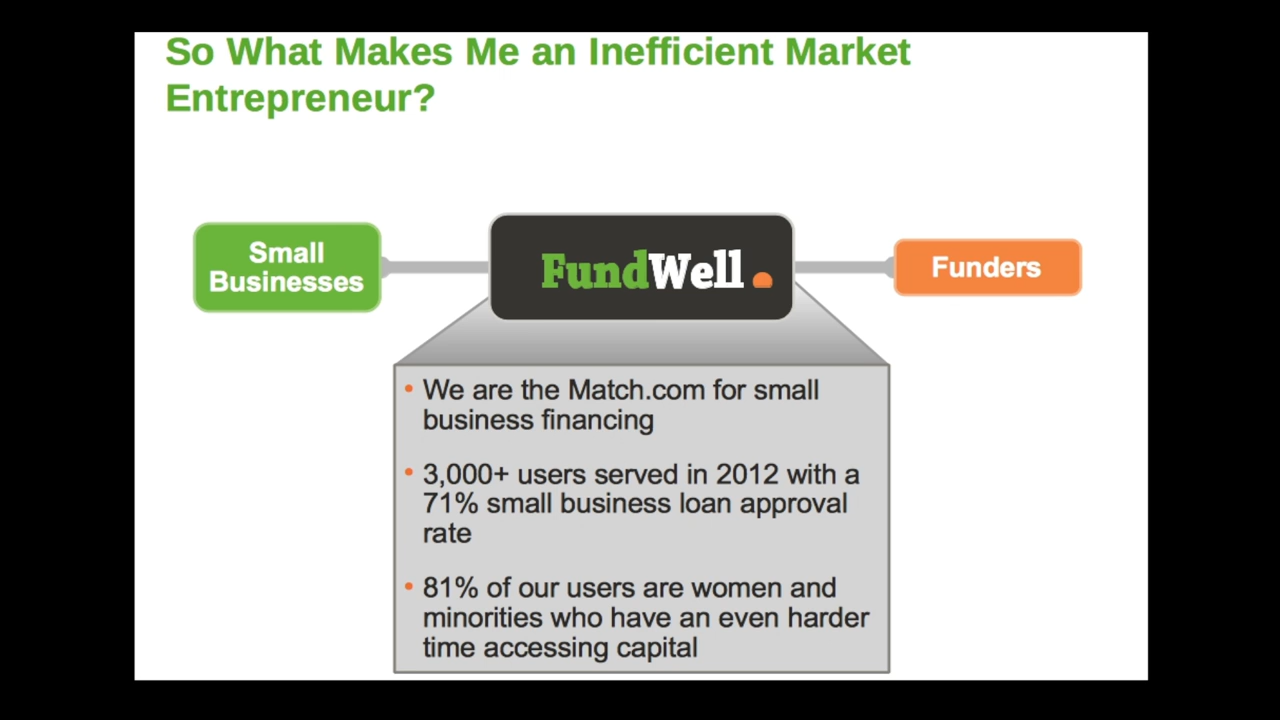 So What Makes Me an Inefficient Market
Entrepreneur?
Small
Businesses
FundWell
Funders
• We are the Match.com for small
business financing
• 3,000+ users served in 2012 with a
71% small business loan approval
rate
• 81% of our users are women and
minorities who have an even harder
time accessing capital